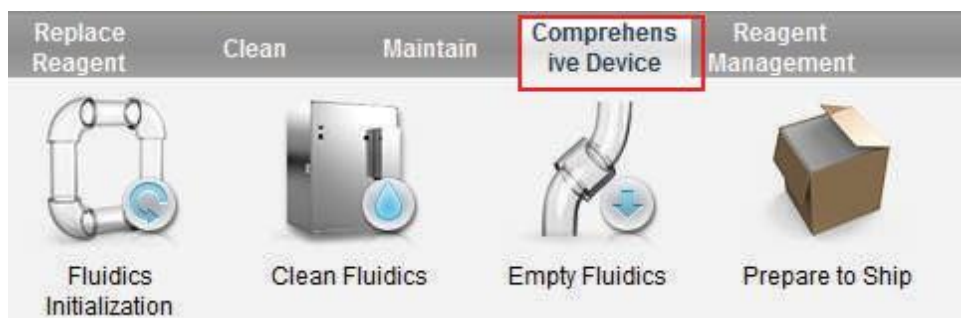 Replace
Reagent
Clean
Maintain
Comprehens
ive Device
Reagent
Management
Fluidics
Initialization
Clean Fluidics
Empty Fluidics
Prepare to Ship